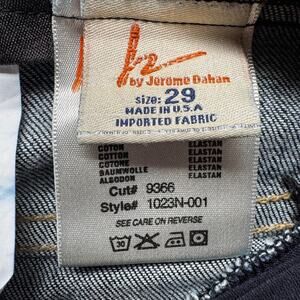 by Jerome Dahan
size: 29
MADE IN U.S.A
IMPORTED FABRIC
COTON ELASTAN
COTTON ELASTAN
COTONE ELASTAN
BAUMWOLLE ELASTAN
ALGODON ELASTAN
Cut# 9366
Style# 1023N-001
SEE CARE ON REVERSE
30